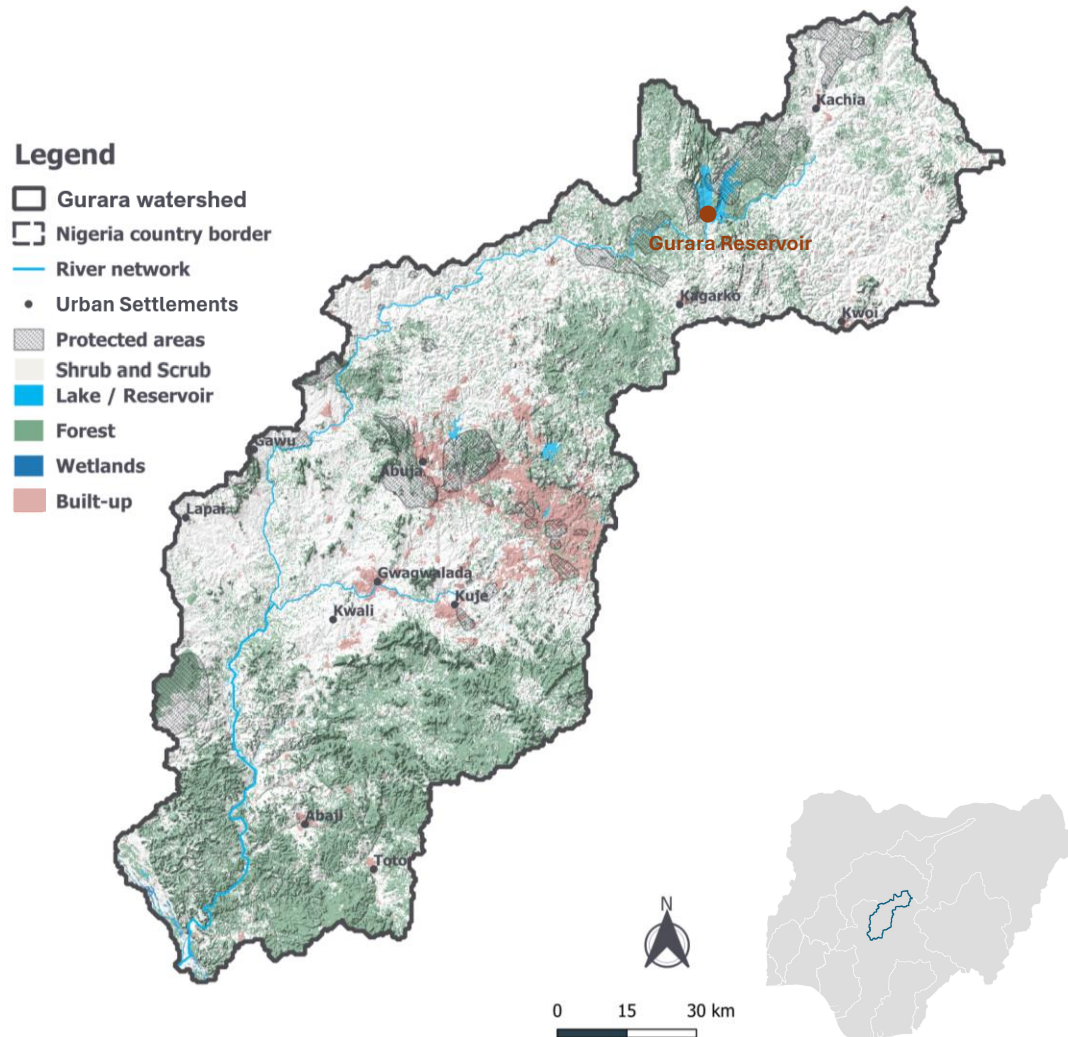 Kachia
Legend
Gurara watershed
Nigeria country border
River network
Urban Settlements
Protected areas
Shrub and Scrub
Lake / Reservoir
Forest
Wetlands
Built-up
Gurara Reservoir
Kagarko
Kwoi
Gawu
Abuja
Lapai
Gwagwalada
Kuje
Kwali
Abaji
Toto
N
0 15 30 km